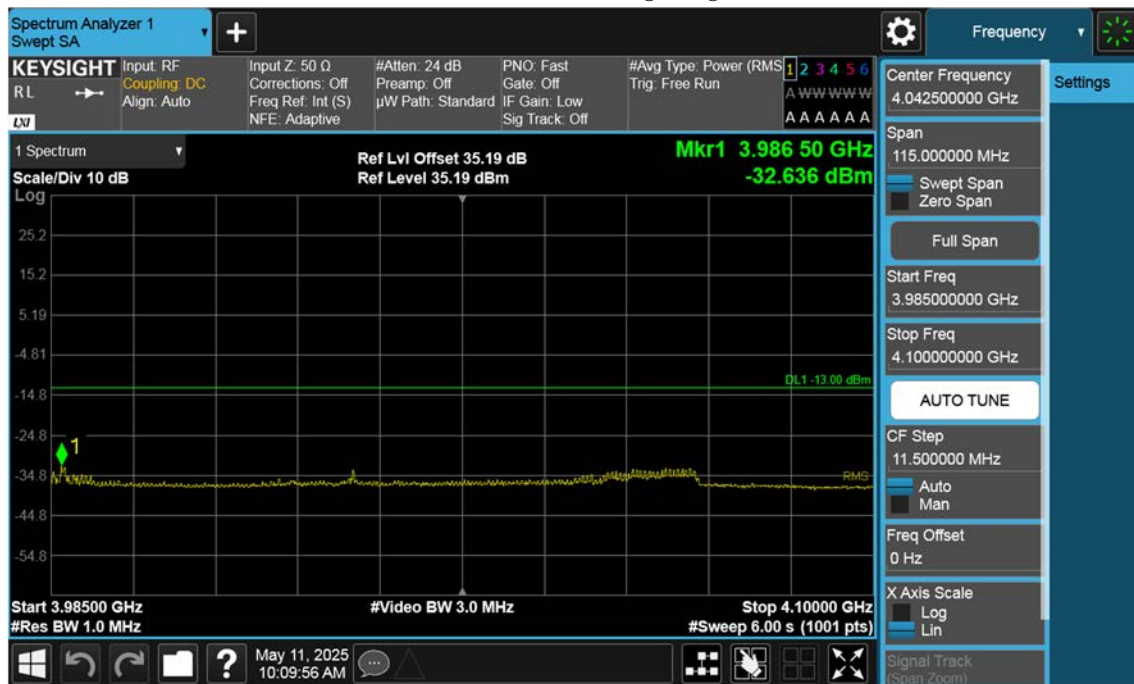 Spectrum Analyzer 1
Swept SA
Frequency
KEYSIGHT
RL
LXI
Input: RF
Coupling: DC
Align: Auto
Input Z: 50 Ω
Corrections: Off
Freq Ref: Int (S)
NFE: Adaptive
#Atten: 24 dB
Preamp: Off
µW Path: Standard
PNO: Fast
Gate: Off
IF Gain: Low
Sig Track: Off
#Avg Type: Power (RMS
Trig: Free Run
1 2 3 4 5 6
A W W W W W
A A A A A A
1 Spectrum
Scale/Div 10 dB
Ref Lvl Offset 35.19 dB
Ref Level 35.19 dBm
Mkr1 3.986 50 GHz
-32.636 dBm
Log
25.2
15.2
5.19
-4.81
DL1 -13.00 dBm
-14.8
-24.8
1
-34.8
RMS
-44.8
-54.8
Start 3.98500 GHz
#Res BW 1.0 MHz
#Video BW 3.0 MHz
Stop 4.10000 GHz
#Sweep 6.00 s (1001 pts)
?
May 11, 2025
10:09:56 AM
Center Frequency
4.042500000 GHz
Settings
Span
115.000000 MHz
Swept Span
Zero Span
Full Span
Start Freq
3.985000000 GHz
Stop Freq
4.100000000 GHz
AUTO TUNE
CF Step
11.500000 MHz
Auto
Man
Freq Offset
0 Hz
X Axis Scale
Log
Lin
Signal Track
(Span Zoom)